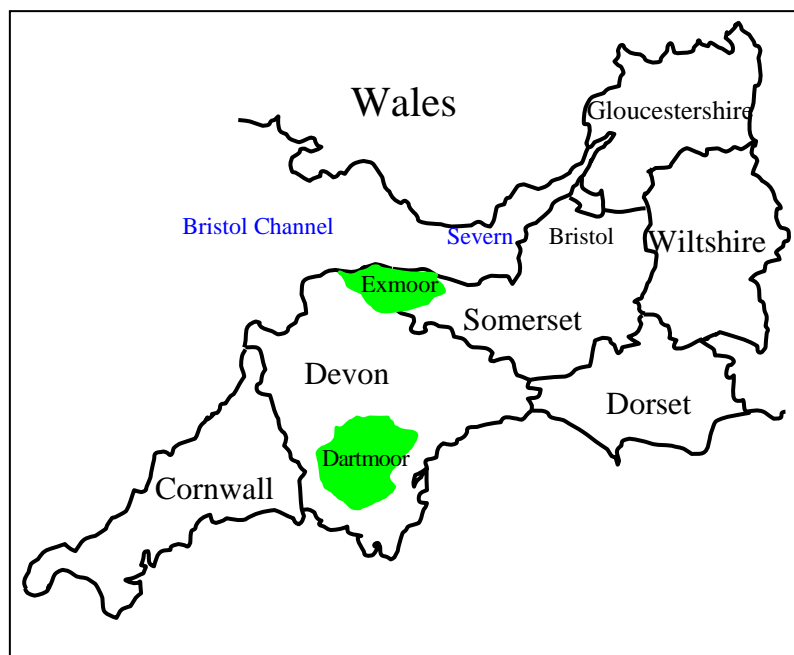 Wales
Gloucestershire
Bristol Channel
Severn
Bristol
Wiltshire
Exmoor
Somerset
Devon
Dorset
Dartmoor
Cornwall